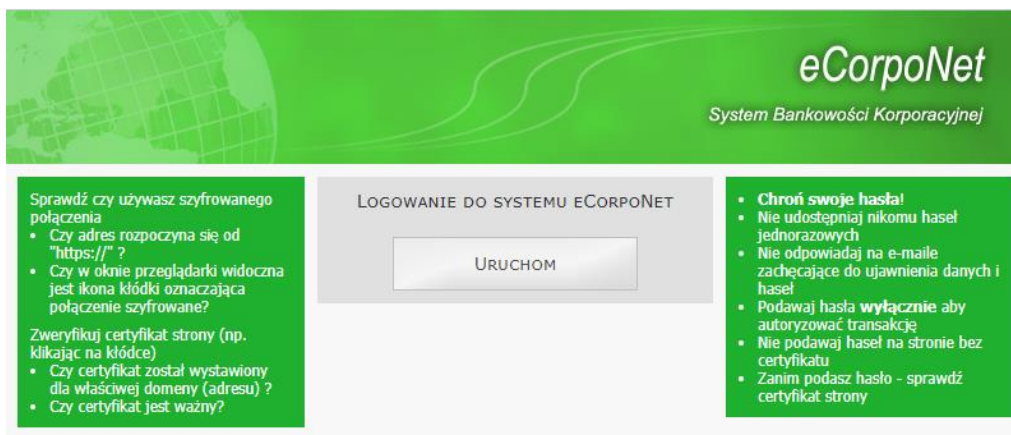 eCorpoNet
System Bankowości Korporacyjnej
Sprawdź czy używasz szyfrowanego
połączenia
• Czy adres rozpoczyna się od
"https://" ?
• Czy w oknie przeglądarki widoczna
jest ikona kłódki oznaczająca
połączenie szyfrowane?
Zweryfikuj certyfikat strony (np.
klikając na kłódce)
• Czy certyfikat został wystawiony
dla właściwej domeny (adresu) ?
• Czy certyfikat jest ważny?
Logowanie do systemu eCorpoNet
Uruchom
• Chroń swoje hasła!
• Nie udostępniaj nikomu haseł
jednorazowych
• Nie odpowiadaj na e-maile
zachęcające do ujawnienia danych i
haseł
• Podawaj hasła wyłącznie aby
autoryzować transakcję
• Nie podawaj haseł na stronie bez
certyfikatu
• Zanim podasz hasło - sprawdź
certyfikat strony